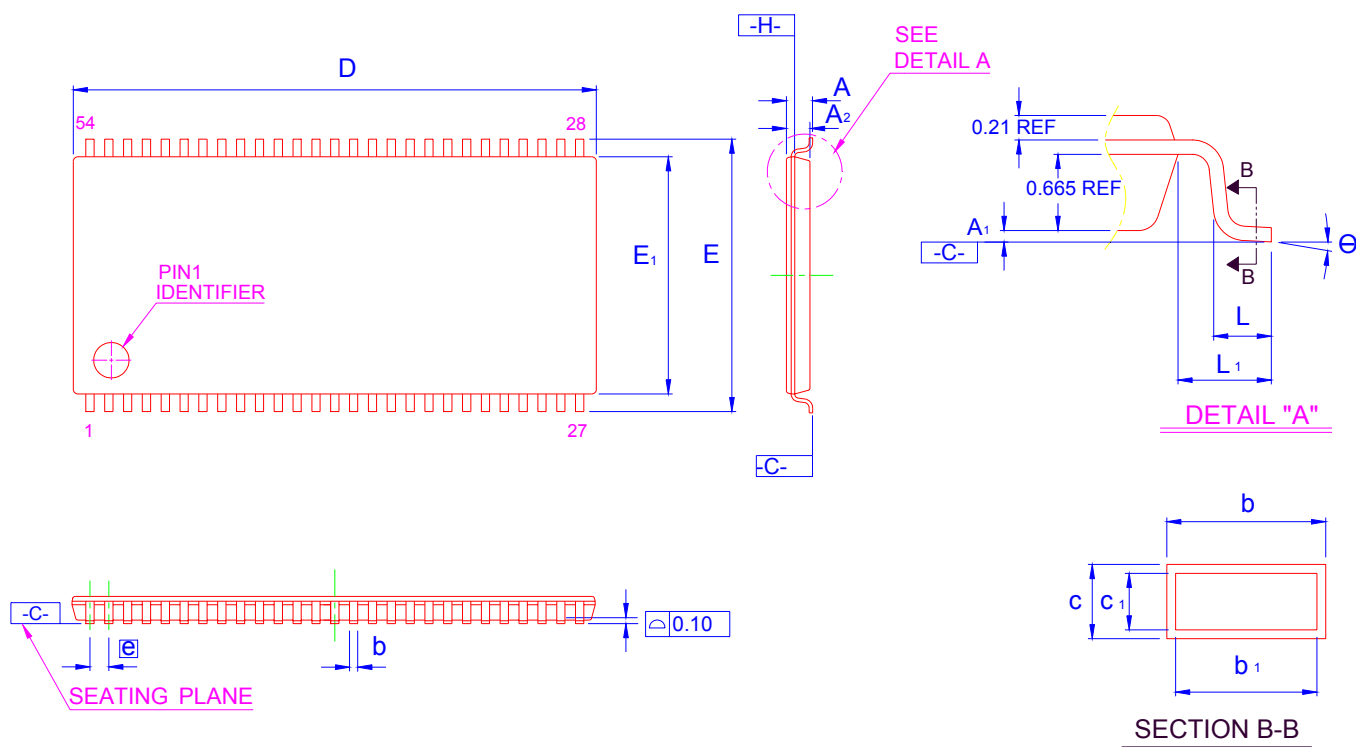 -H-
SEE
DETAIL A
D
A
A2
54
28
0.21 REF
B
0.665 REF
E1
E
A1
-C-
Θ
B
PIN1
IDENTIFIER
L
L1
1
27
DETAIL "A"
-C-
b
-C-
0.10
c
c1
e
b
b1
SEATING PLANE
SECTION B-B